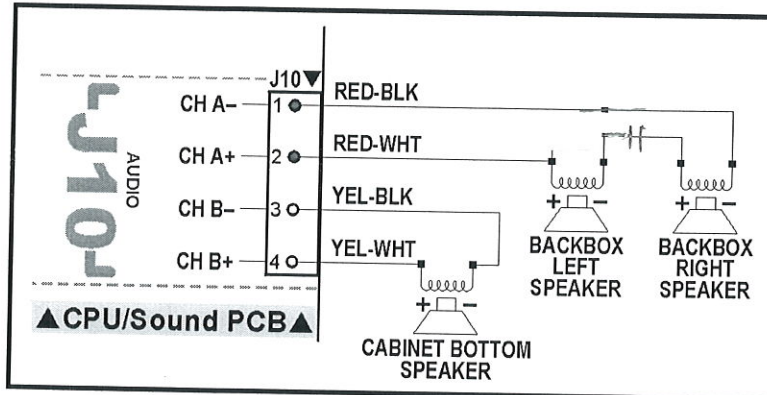 J10▼
CH A– 1 RED-BLK
CH A+ 2 RED-WHT
CH B– 3 YEL-BLK
CH B+ 4 YEL-WHT
J10
AUDIO
▲CPU/Sound PCB▲
+ –
BACKBOX
LEFT
SPEAKER
+ –
BACKBOX
RIGHT
SPEAKER
+ –
CABINET BOTTOM
SPEAKER